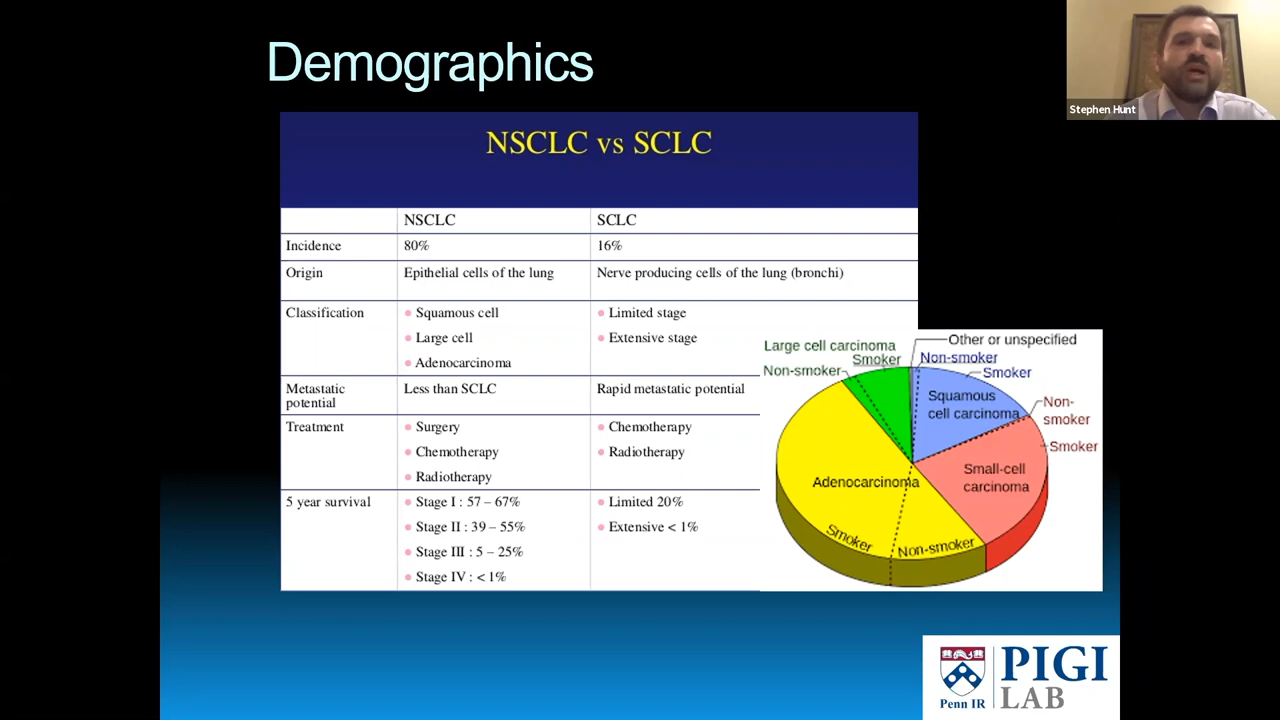 Demographics
Stephen Hunt
NSCLC vs SCLC
NSCLC SCLC
Incidence 80% 16%
Origin Epithelial cells of the lung Nerve producing cells of the lung (bronchi)
Classification • Squamous cell • Limited stage
• Large cell • Extensive stage
• Adenocarcinoma
Metastatic potential Less than SCLC Rapid metastatic potential
Treatment • Surgery • Chemotherapy
• Chemotherapy • Radiotherapy
• Radiotherapy
5 year survival • Stage I : 57 – 67% • Limited 20%
• Stage II : 39 – 55% • Extensive < 1%
• Stage III : 5 – 25%
• Stage IV : < 1%
Large cell carcinoma
Smoker
Non-smoker
Other or unspecified
Non-smoker
Smoker
Squamous
cell carcinoma
Non-
smoker
Smoker
Small-cell
carcinoma
Adenocarcinoma
Smoker
Non-smoker
Penn IR
PIGI
LAB